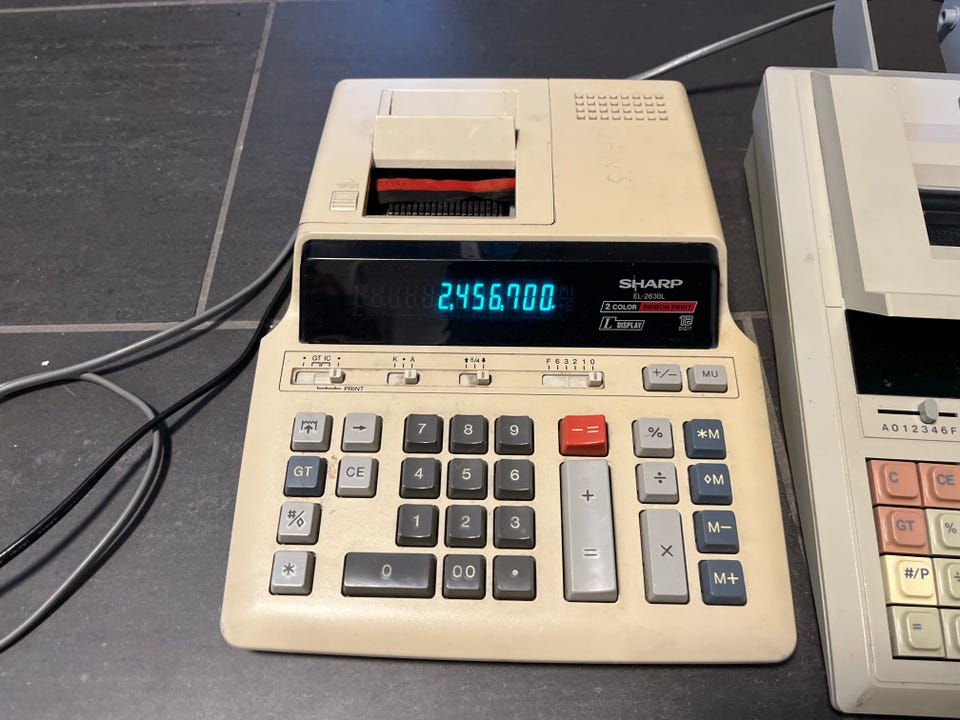 2,456,700.
SHARP
EL-2630L
2 COLOR RIBBON PRINT
L DISPLAY
12
DIGIT
• GT IC •
K • A
⬆ 5/4 ⬇
F 6 3 2 1 0
PRINT
+/− MU
→ 7 8 9 −= % *M
GT CE 4 5 6 + ÷ ◊M
#/◊ 1 2 3 = × M−
* 0 00 • M+
A 0 1 2 3 4 6 F
C CE
GT %
#/P ÷
=